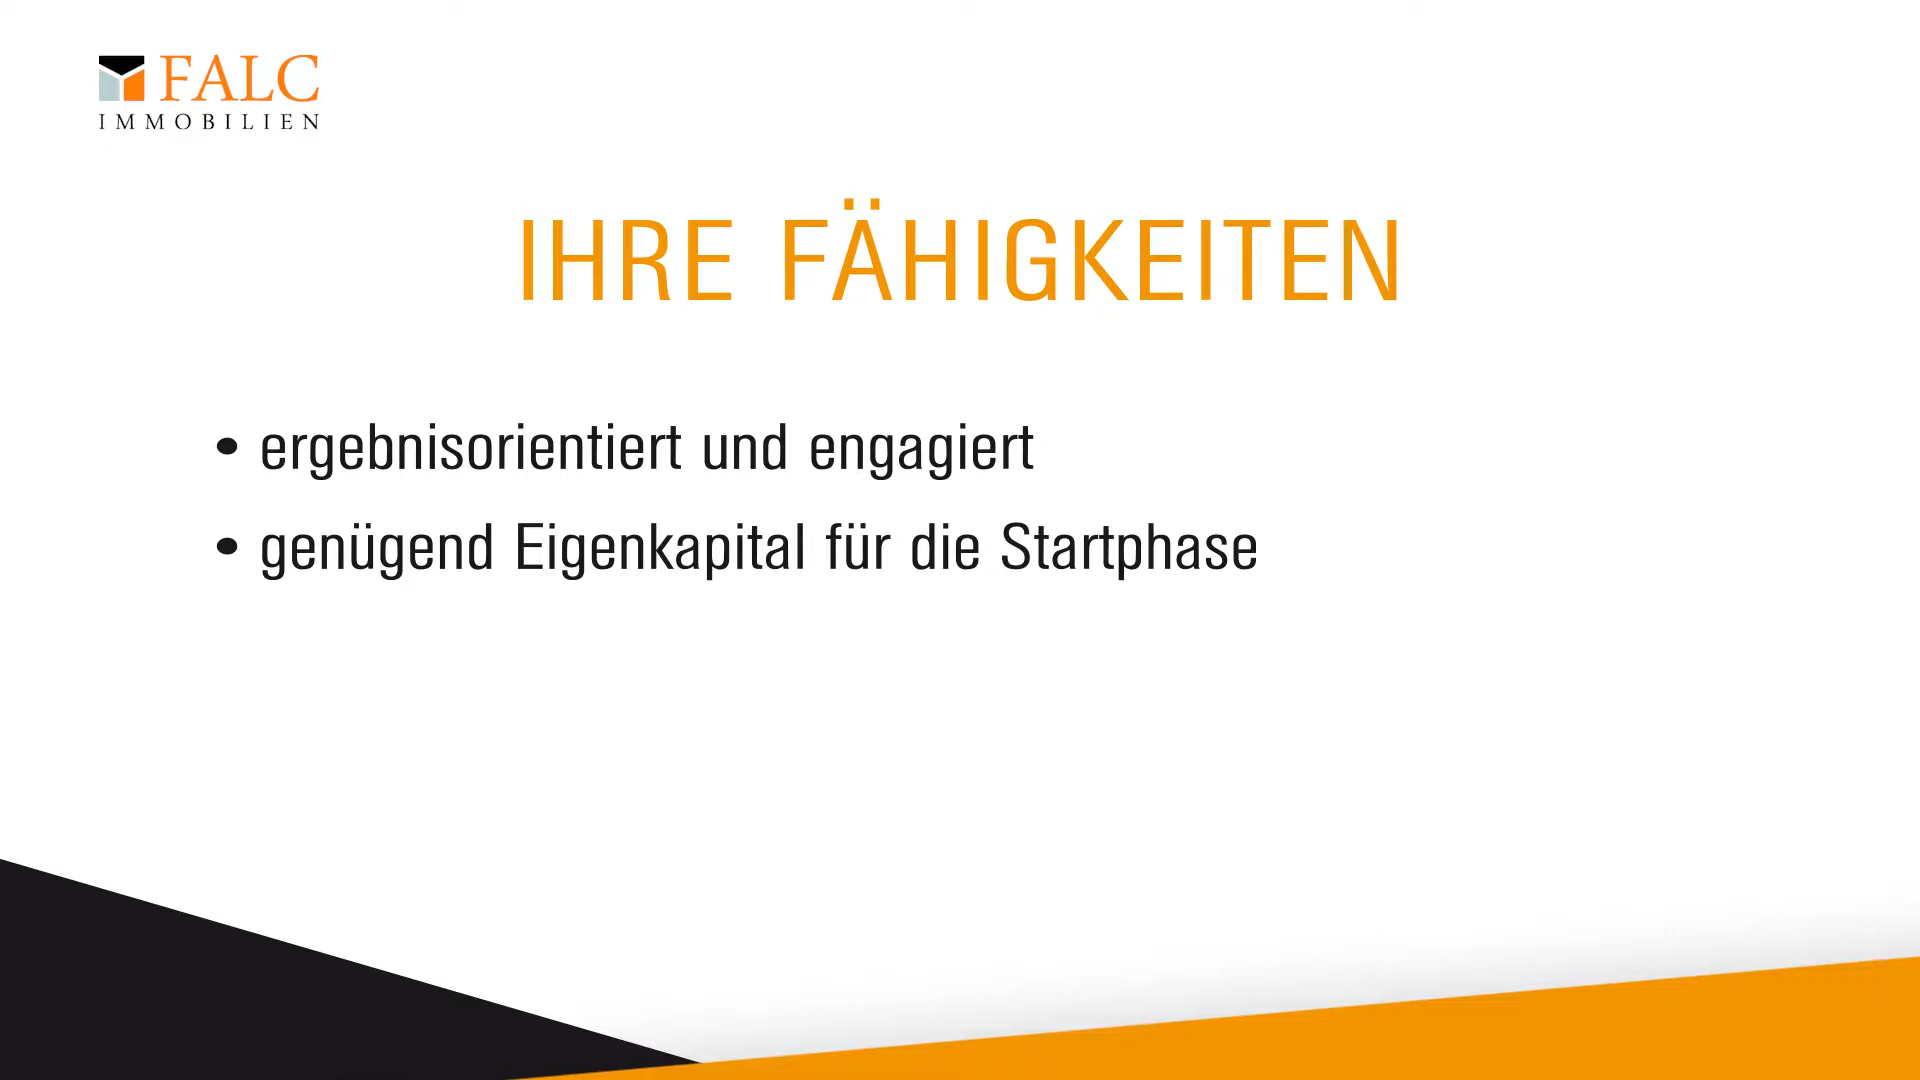 FALC
IMMOBILIEN
IHRE FÄHIGKEITEN
• ergebnisorientiert und engagiert
• genügend Eigenkapital für die Startphase